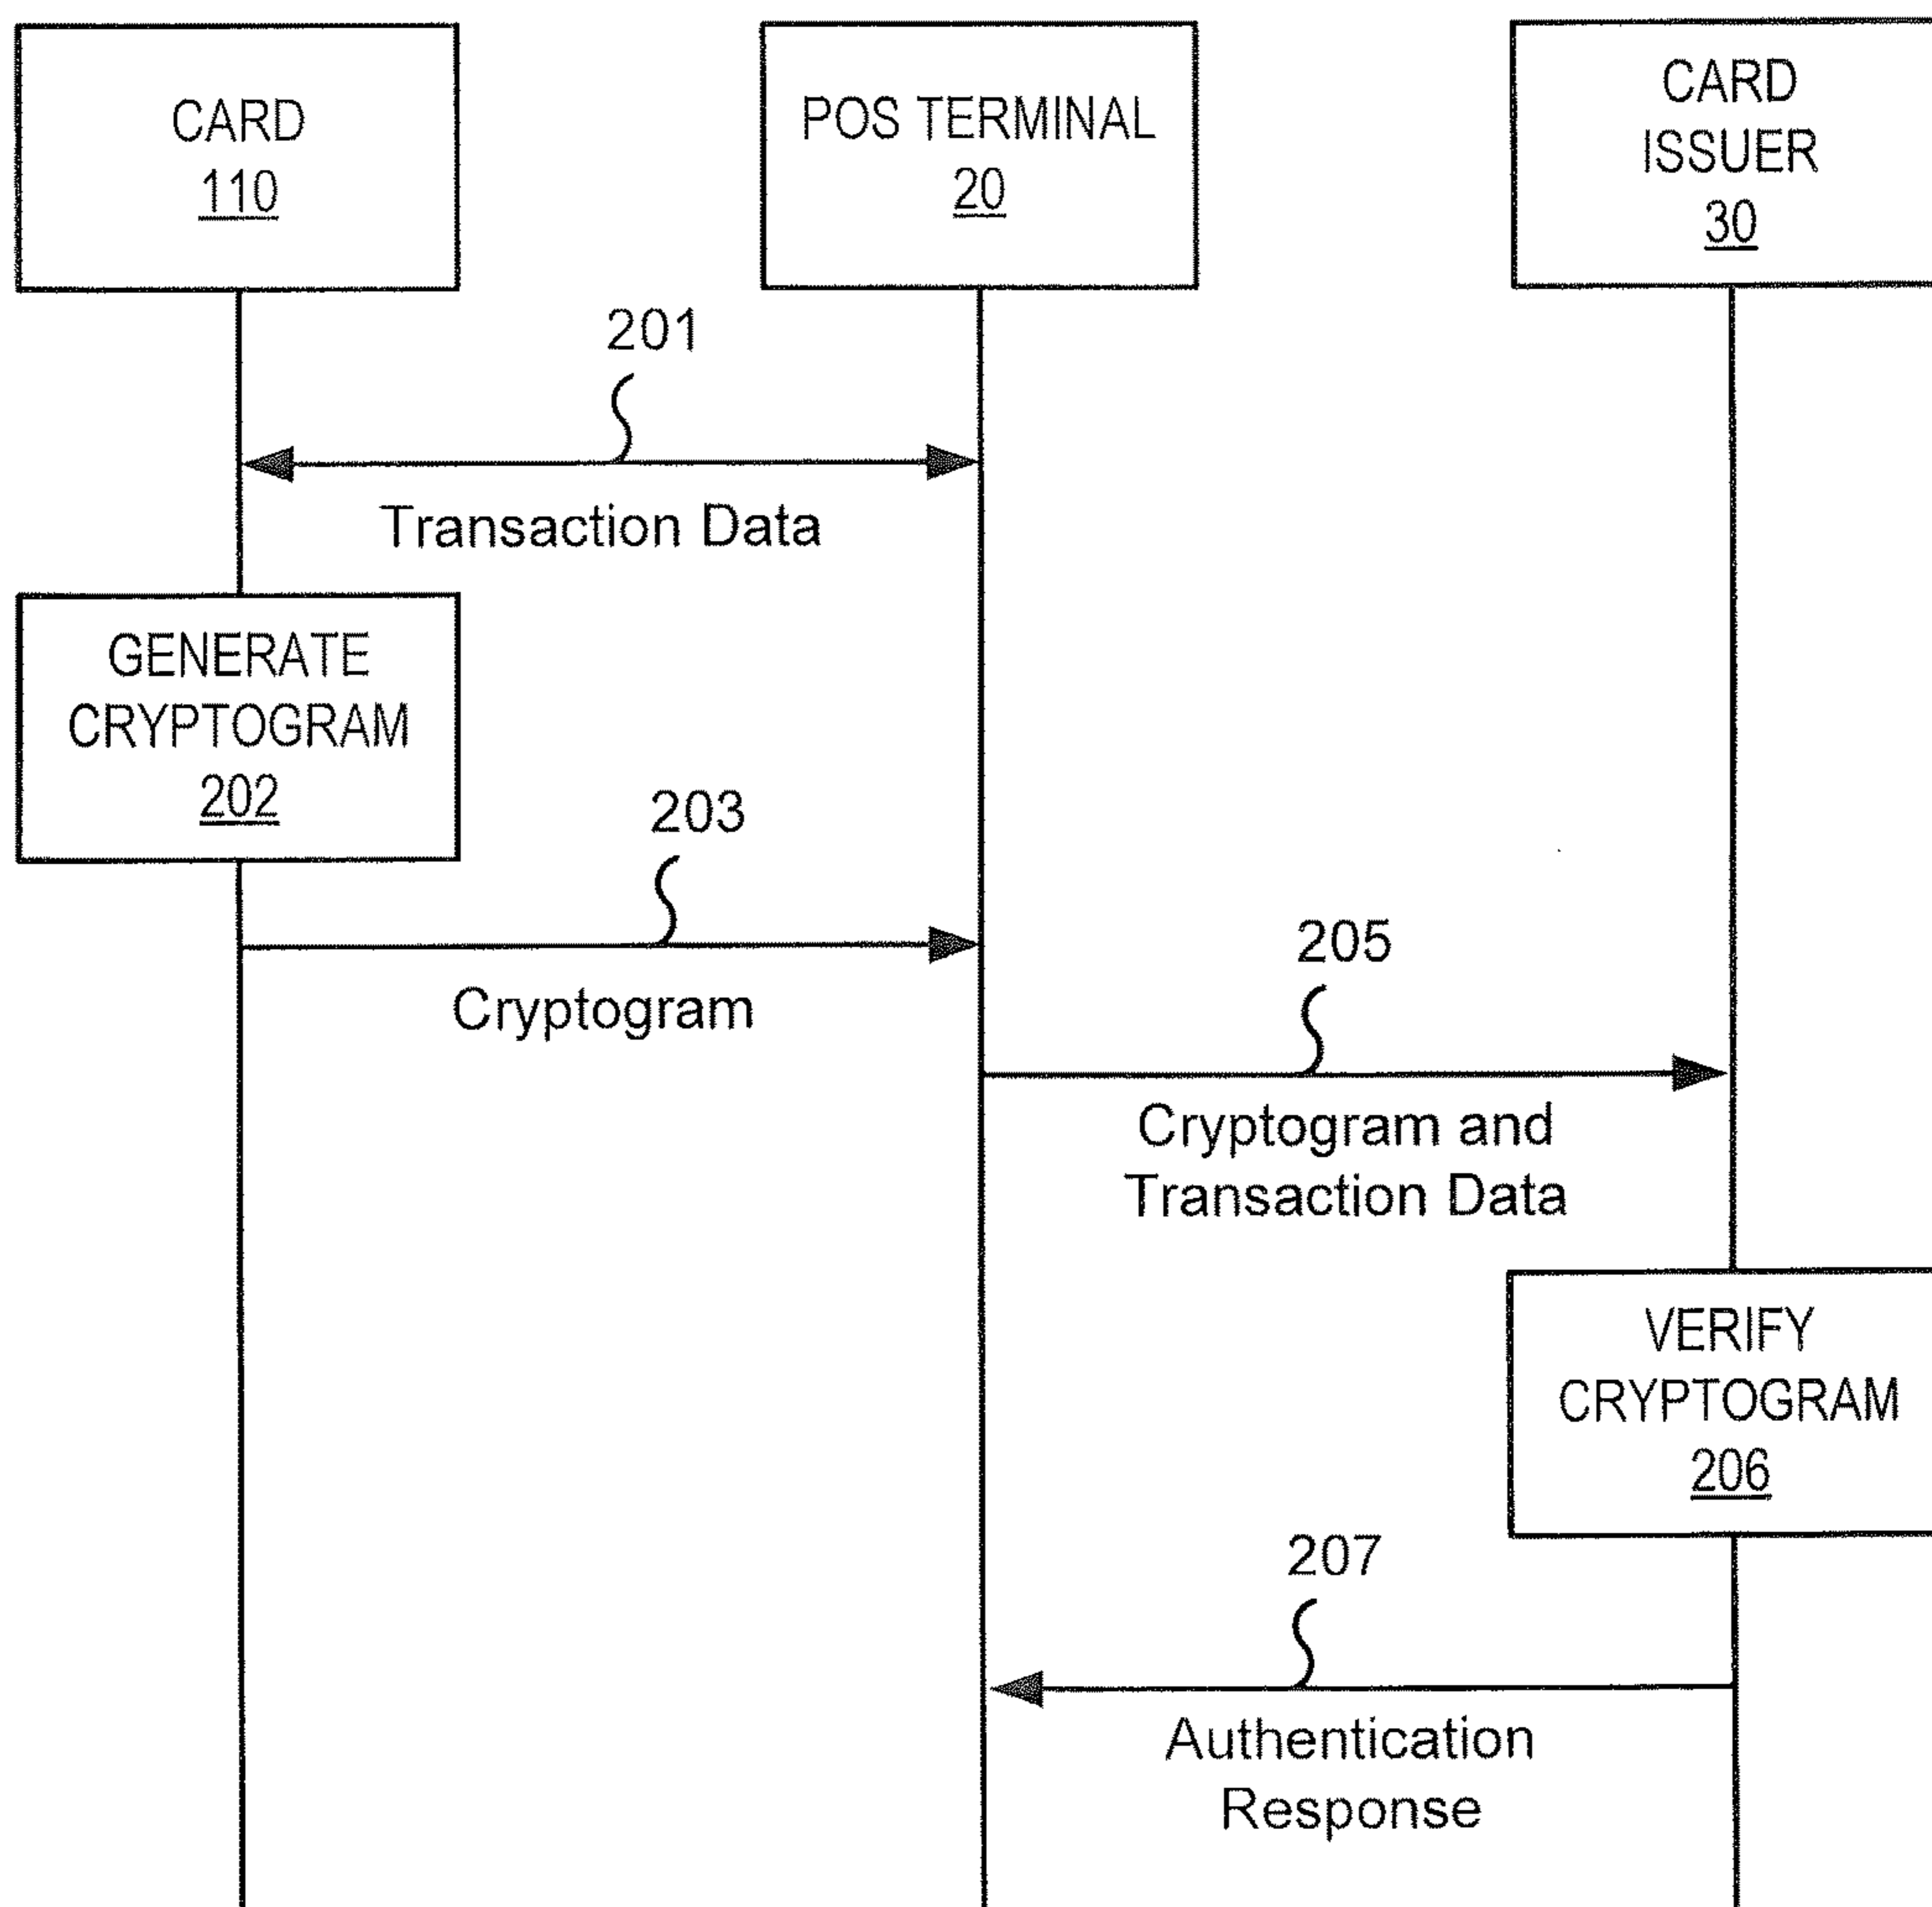 CARD
110
POS TERMINAL
20
CARD
ISSUER
30
201
Transaction Data
GENERATE
CRYPTOGRAM
202
203
Cryptogram
205
Cryptogram and
Transaction Data
VERIFY
CRYPTOGRAM
206
207
Authentication
Response